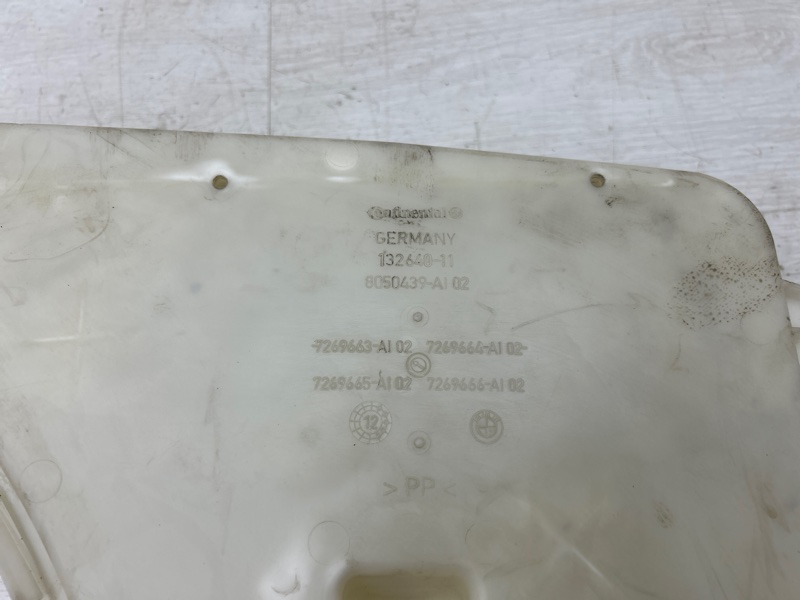 Continental
GERMANY
132640-11
8050439-AI 02
7269663-AI 02 7269664-AI 02
7269665-AI 02 7269666-AI 02
12
> PP <